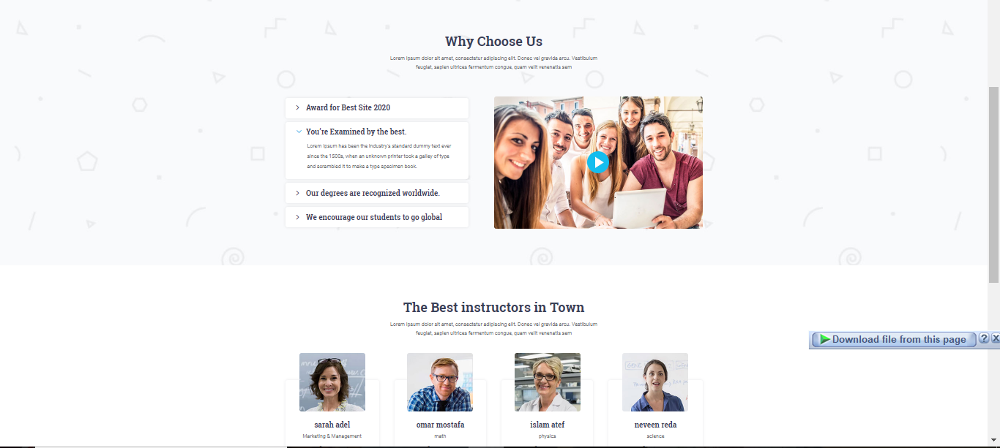 Why Choose Us
Lorem ipsum dolor sit amet, consectetur adipiscing elit. Donec vel gravida arcu. Vestibulum
feugiat, sapien ultrices fermentum congue, quam velit venenatis sem
Award for Best Site 2020
You're Examined by the best.
Lorem Ipsum has been the industry's standard dummy text ever
since the 1500s, when an unknown printer took a galley of type
and scrambled it to make a type specimen book.
Our degrees are recognized worldwide.
We encourage our students to go global
The Best instructors in Town
Lorem ipsum dolor sit amet, consectetur adipiscing elit. Donec vel gravida arcu. Vestibulum
feugiat, sapien ultrices fermentum congue, quam velit venenatis sem
Download file from this page ? X
sarah adel
Marketing & Management
omar mostafa
math
islam atef
physics
neveen reda
science